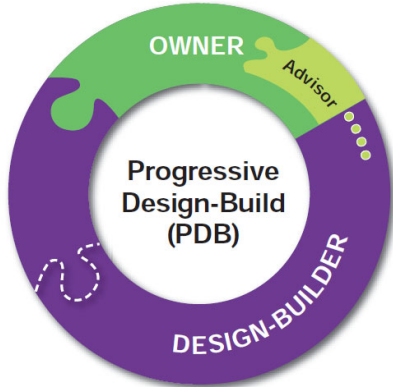 OWNER
Advisor
Progressive
Design-Build
(PDB)
DESIGN-BUILDER